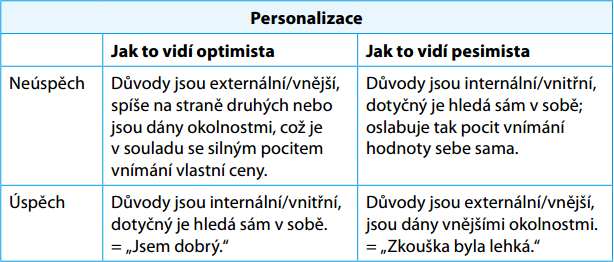 Personalizace
Jak to vidí optimista
Jak to vidí pesimista
Neúspěch
Důvody jsou externální/vnější,
spíše na straně druhých nebo
jsou dány okolnostmi, což je
v souladu se silným pocitem
vnímání vlastní ceny.
Důvody jsou internální/vnitřní,
dotyčný je hledá sám v sobě;
oslabuje tak pocit vnímání
hodnoty sebe sama.
Úspěch
Důvody jsou internální/vnitřní,
dotyčný je hledá sám v sobě.
= „Jsem dobrý.“
Důvody jsou externální/vnější,
jsou dány vnějšími okolnostmi.
= „Zkouška byla lehká.“